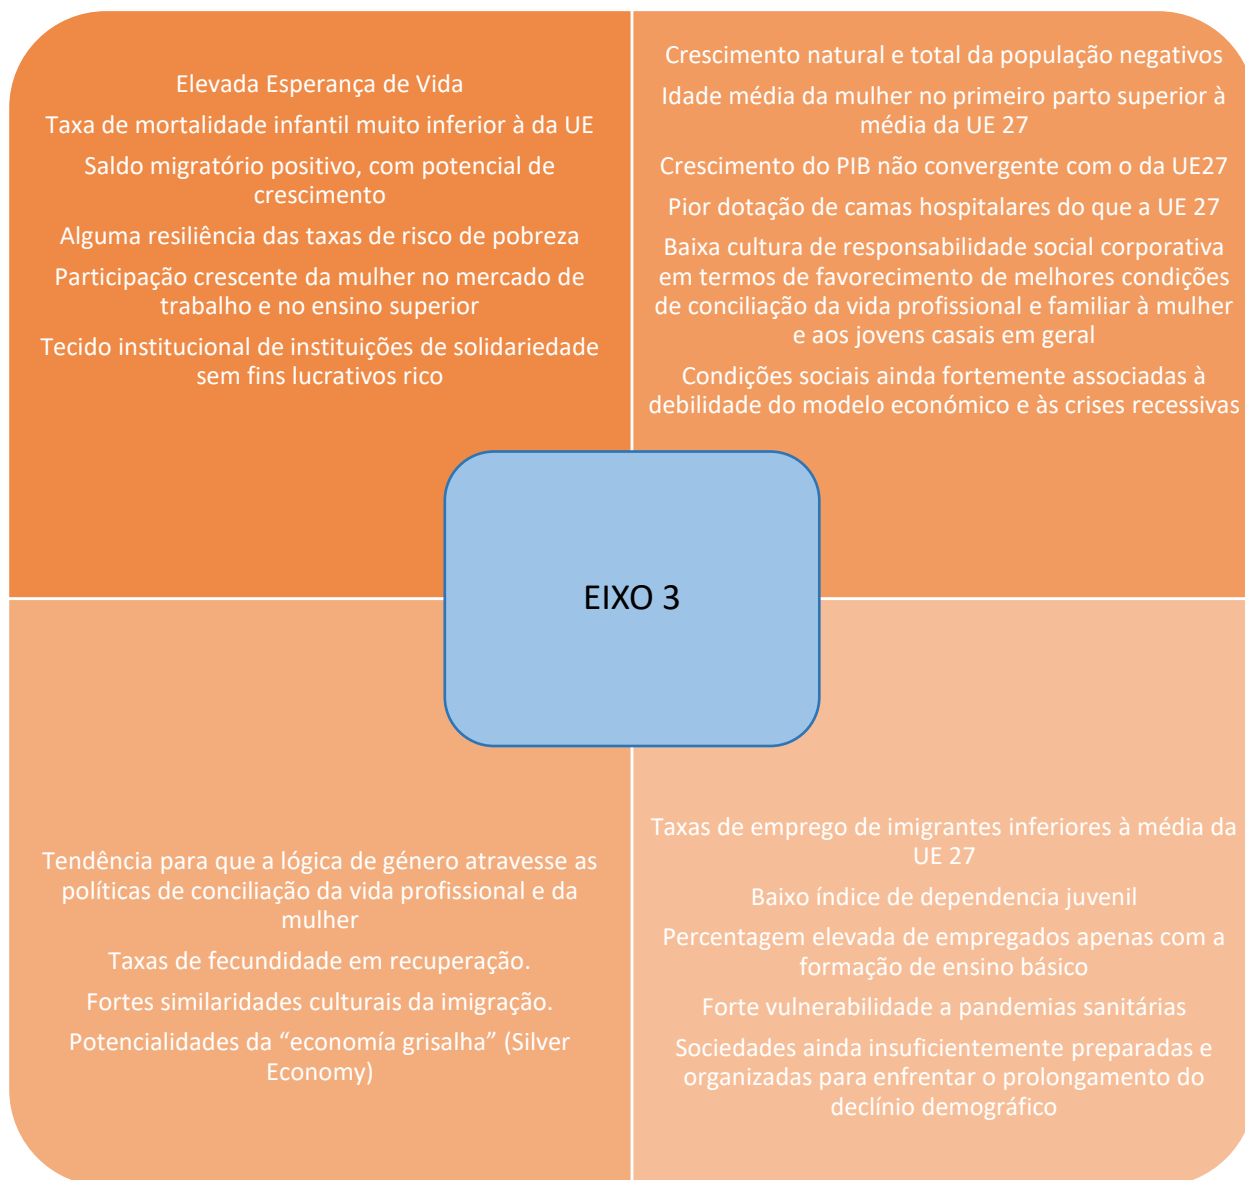 Elevada Esperança de Vida
Taxa de mortalidade infantil muito inferior à da UE
Saldo migratório positivo, com potencial de
crescimento
Alguma resiliência das taxas de risco de pobreza
Participação crescente da mulher no mercado de
trabalho e no ensino superior
Tecido institucional de instituições de solidariedade
sem fins lucrativos rico
Crescimento natural e total da população negativos
Idade média da mulher no primeiro parto superior à
média da UE 27
Crescimento do PIB não convergente com o da UE27
Pior dotação de camas hospitalares do que a UE 27
Baixa cultura de responsabilidade social corporativa
em termos de favorecimento de melhores condições
de conciliação da vida profissional e familiar à mulher
e aos jovens casais em geral
Condições sociais ainda fortemente associadas à
debilidade do modelo económico e às crises recessivas
EIXO 3
Tendência para que a lógica de género atravesse as
políticas de conciliação da vida profissional e da
mulher
Taxas de fecundidade em recuperação.
Fortes similaridades culturais da imigração.
Potencialidades da “economía grisalha” (Silver
Economy)
Taxas de emprego de imigrantes inferiores à média da
UE 27
Baixo índice de dependencia juvenil
Percentagem elevada de empregados apenas com a
formação de ensino básico
Forte vulnerabilidade a pandemias sanitárias
Sociedades ainda insuficientemente preparadas e
organizadas para enfrentar o prolongamento do
declínio demográfico